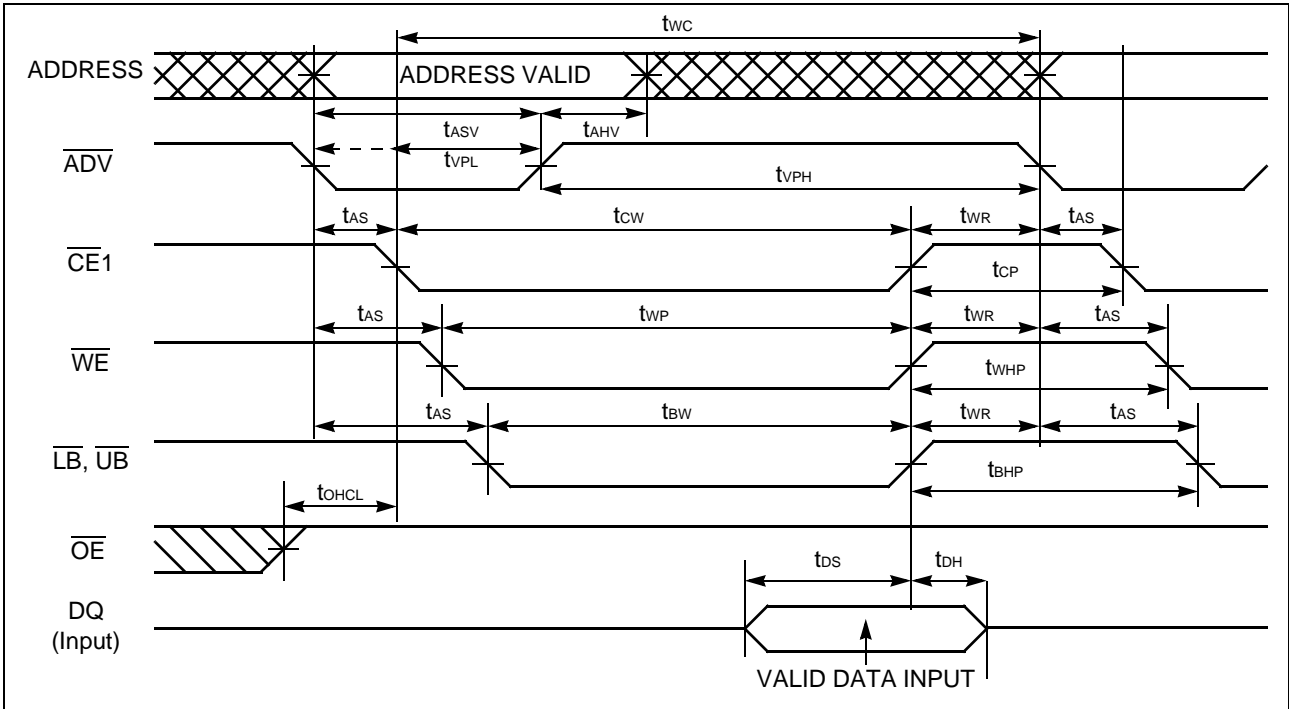 tWC
ADDRESS
ADDRESS VALID
tASV
tAHV
ADV
tVPL
tVPH
tAS
tCW
tWR
tAS
CE1
tCP
tAS
tWP
tWR
tAS
WE
tWHP
tAS
tBW
tWR
tAS
LB, UB
tBHP
tOHCL
OE
tDS
tDH
DQ
(Input)
VALID DATA INPUT